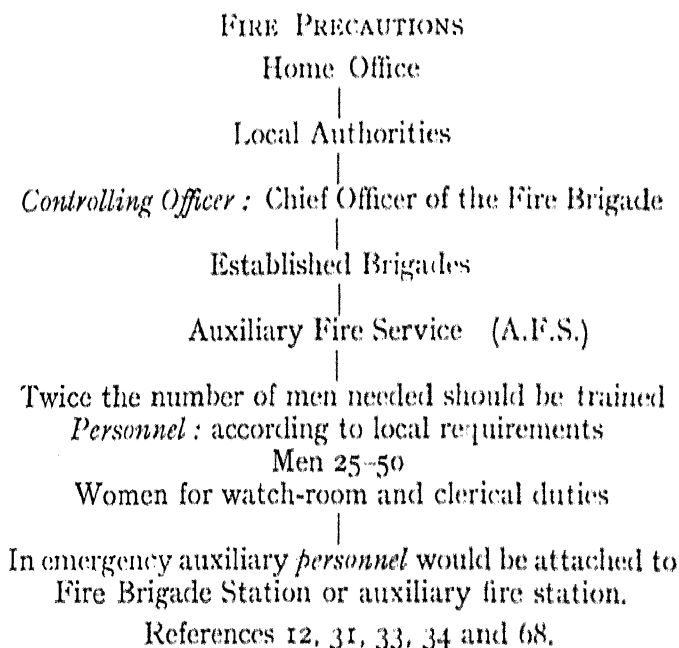 FIRE PRECAUTIONS
Home Office
Local Authorities
Controlling Officer : Chief Officer of the Fire Brigade
Established Brigades
Auxiliary Fire Service (A.F.S.)
Twice the number of men needed should be trained
Personnel : according to local requirements
Men 25-50
Women for watch-room and clerical duties
In emergency auxiliary personnel would be attached to
Fire Brigade Station or auxiliary fire station.
References 12, 31, 33, 34 and 68.